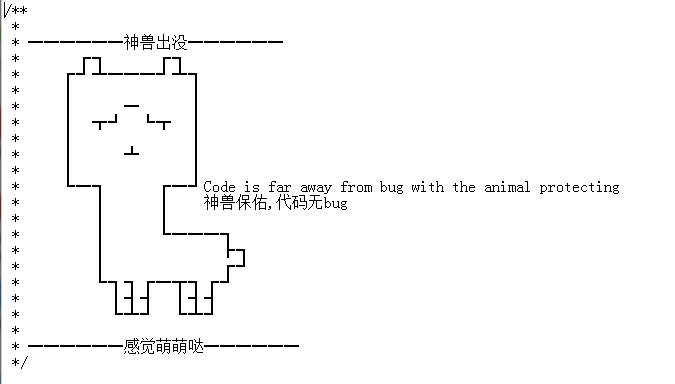 /**
*
* ━━━━━━神兽出没━━━━━━
* ┏┓   ┏┓
* ┏┛┻━━━┛┻┓
* ┃       ┃
* ┃   ━   ┃
* ┃ ┳┛ ┗┳ ┃
* ┃       ┃
* ┃   ┻   ┃
* ┃       ┃
* ┗━┓   ┏━┛ Code is far away from bug with the animal protecting
* ┃   ┃ 神兽保佑,代码无bug
* ┃   ┃
* ┃   ┗━━━┓
* ┃       ┣┓
* ┃       ┏┛
* ┗┓┓┏━┳┓┏┛
* ┃┫┫ ┃┫┫
* ┗┻┛ ┗┻┛
*
* ━━━━━━感觉萌萌哒━━━━━━
*/